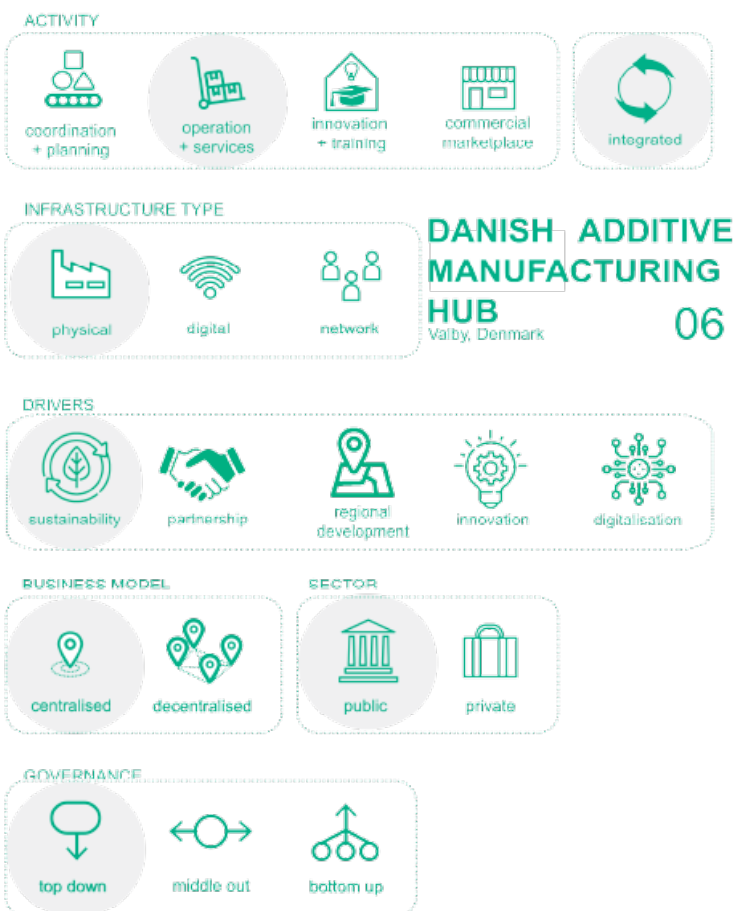 ACTIVITY
coordination
+ planning
operation
+ services
innovation
+ training
commercial
marketplace
integrated
INFRASTRUCTURE TYPE
physical
digital
network
DANISH ADDITIVE
MANUFACTURING
HUB
Valby, Denmark
06
DRIVERS
sustainability
partnership
regional
development
innovation
digitalisation
BUSINESS MODEL
centralised
decentralised
SECTOR
public
private
GOVERNANCE
top down
middle out
bottom up